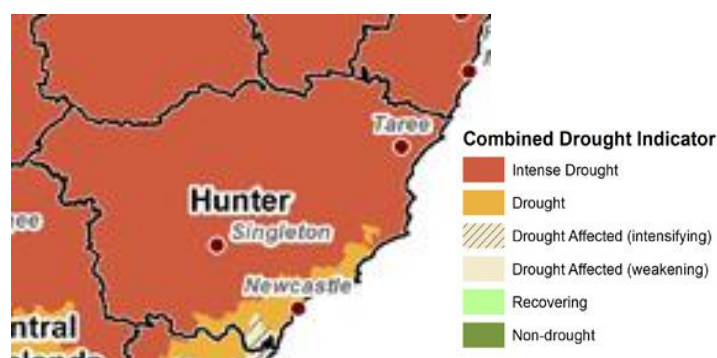 Taree
Hunter
Singleton
Newcastle
ntral
Combined Drought Indicator
Intense Drought
Drought
Drought Affected (intensifying)
Drought Affected (weakening)
Recovering
Non-drought